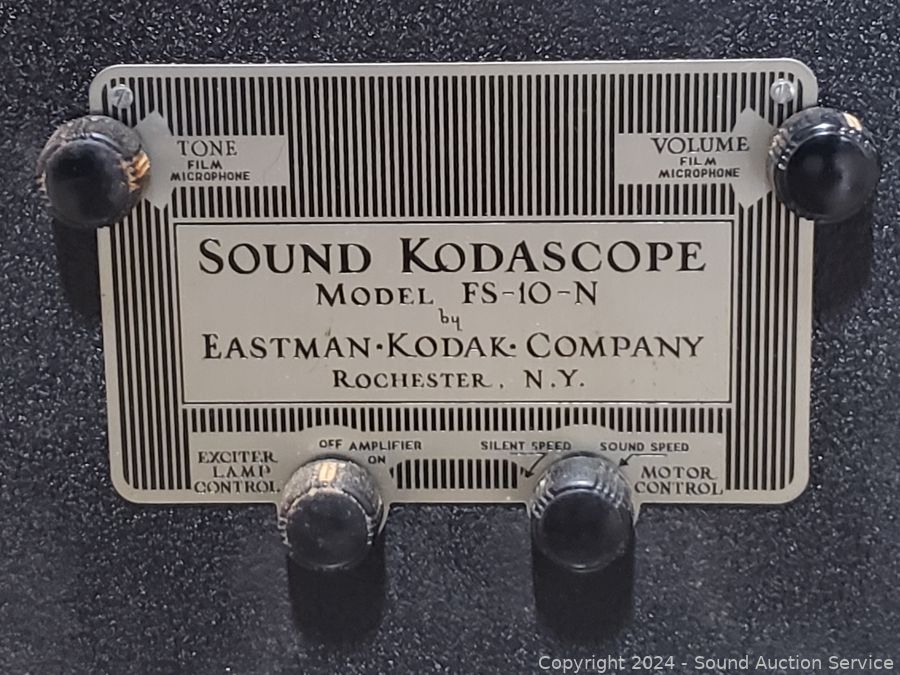 TONE
FILM
MICROPHONE
VOLUME
FILM
MICROPHONE
SOUND KODASCOPE
MODEL FS-10-N
by
EASTMAN·KODAK·COMPANY
ROCHESTER, N.Y.
EXCITER
LAMP
CONTROL
OFF AMPLIFIER
ON
SILENT SPEED
SOUND SPEED
MOTOR
CONTROL
Copyright 2024 - Sound Auction Service